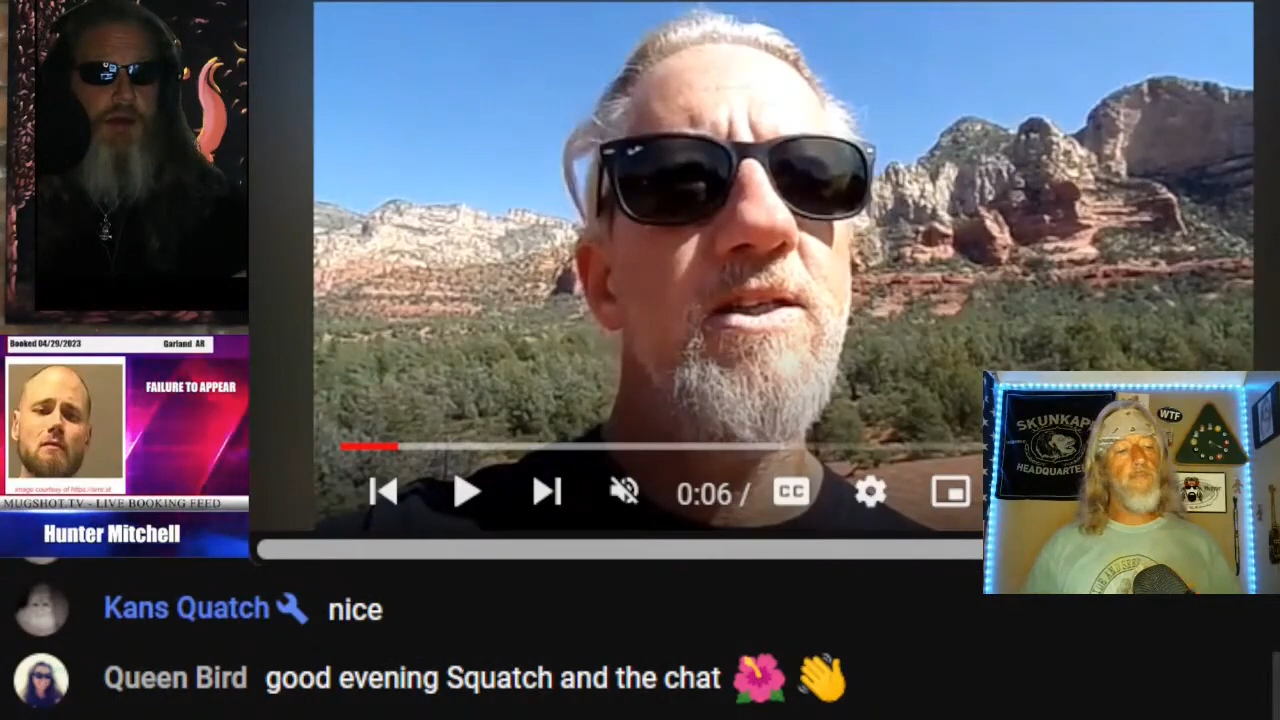 Booked 04/29/2023 Garland AR
FAILURE TO APPEAR
MUGSHOT.TV - LIVE BOOKING FEED
Hunter Mitchell
0:06 /
CC
SKUNKAPE
HEADQUARTE
WTF
Kans Quatch nice
Queen Bird good evening Squatch and the chat